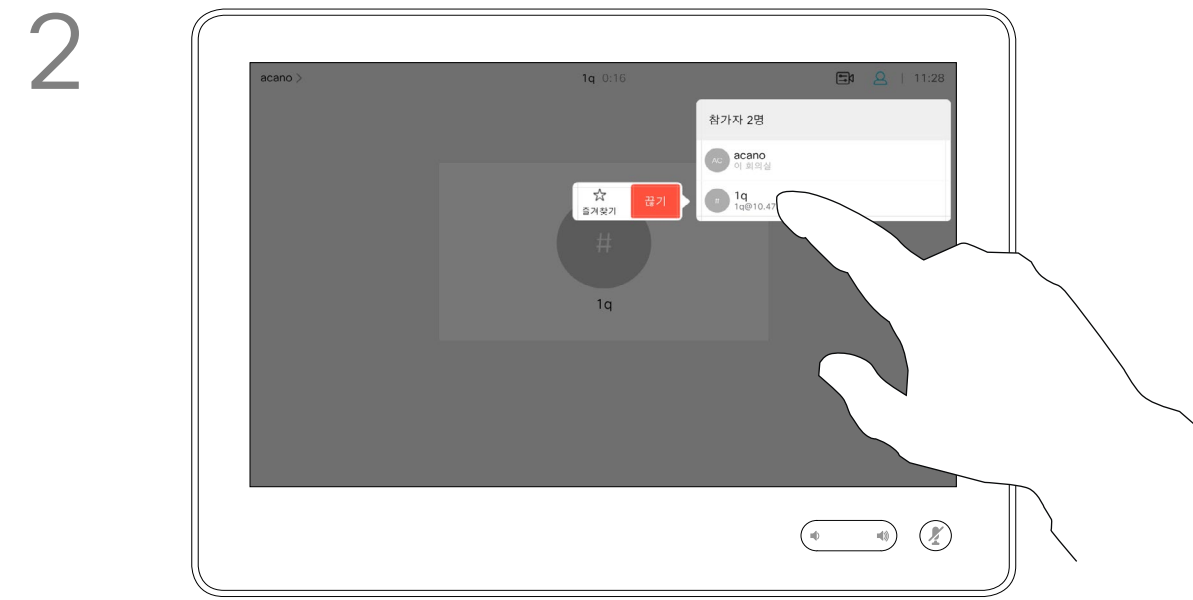 2
acano >
1q 0:16
11:28
참가자 2명
AC
acano
이 회의실
즐겨찾기
끊기
#
1q
1q@10.47
#
1q